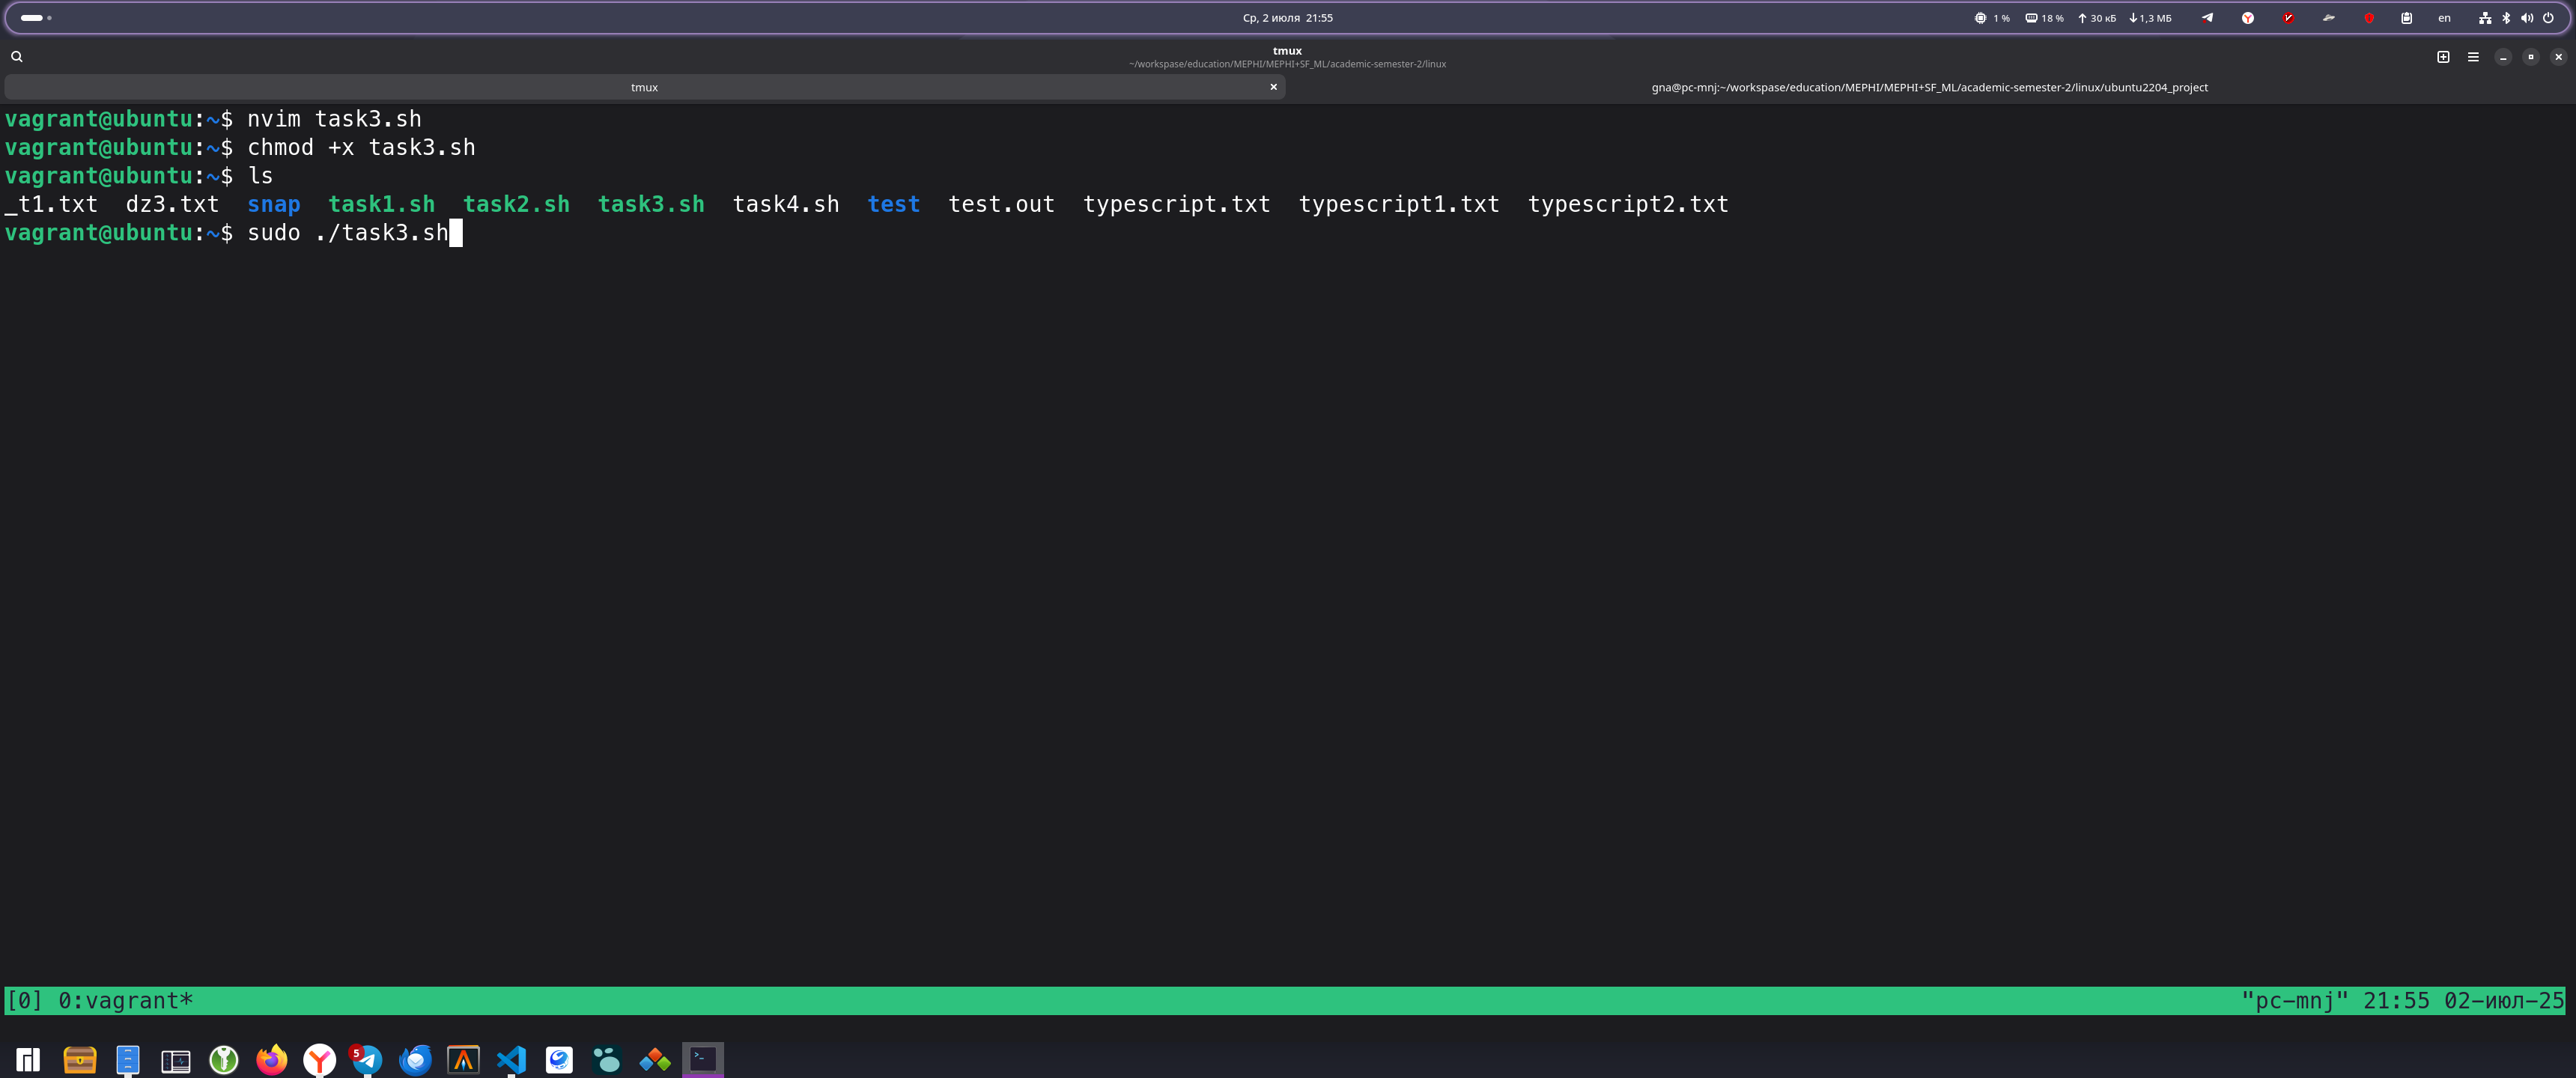 Ср, 2 июля 21:55
1 % 18 % 30 кБ 1,3 МБ en
tmux
~/workspase/education/MEPHI/MEPHI+SF_ML/academic-semester-2/linux
tmux
gna@pc-mnj:~/workspase/education/MEPHI/MEPHI+SF_ML/academic-semester-2/linux/ubuntu2204_project
vagrant@ubuntu:~$ nvim task3.sh
vagrant@ubuntu:~$ chmod +x task3.sh
vagrant@ubuntu:~$ ls
_t1.txt dz3.txt snap task1.sh task2.sh task3.sh task4.sh test test.out typescript.txt typescript1.txt typescript2.txt
vagrant@ubuntu:~$ sudo ./task3.sh
[0] 0:vagrant* "pc-mnj" 21:55 02-июл-25
5